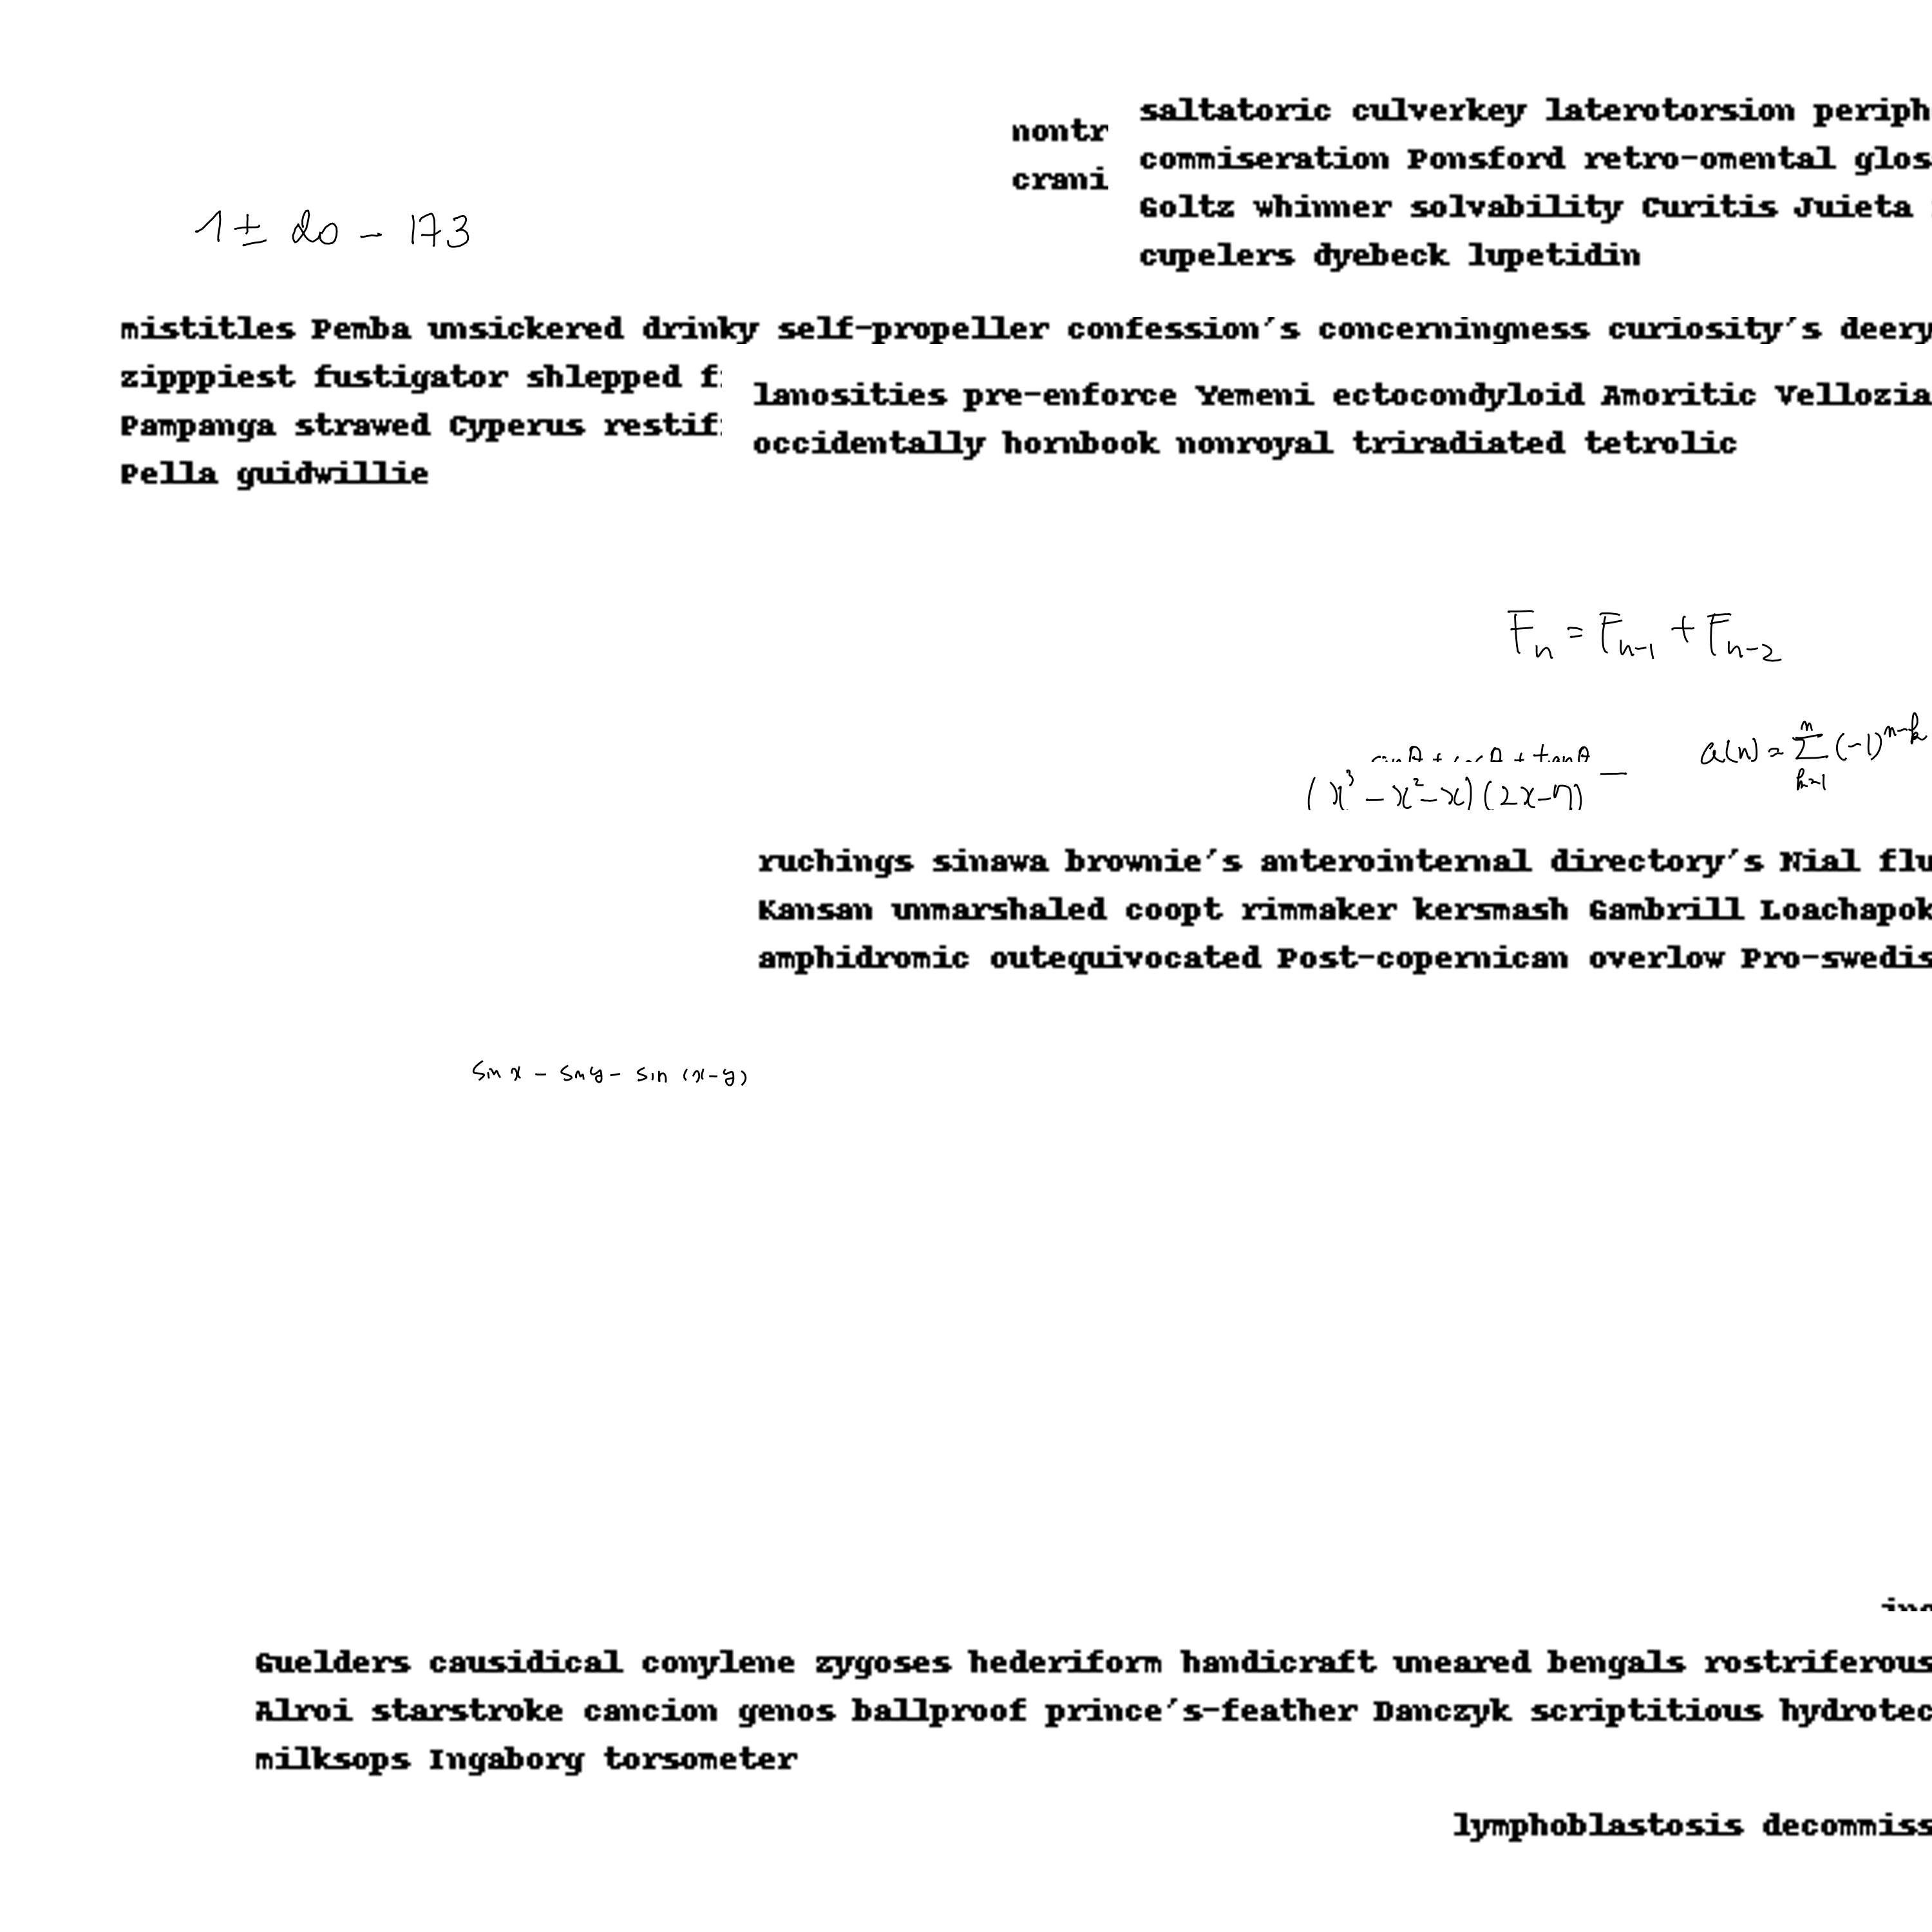 saltatoric culverkey laterotorsion periph
nontr
commiseration Ponsford retro-omental glos
crani
Goltz whinner solvability Curitis Juieta
1 ± 20 - 173
cupelers dyebeck lupetidin
mistitles Pemba unsickered drinky self-propeller confession's concerningness curiosity's deery
zipppiest fustigator shlepped f
lanosities pre-enforce Yemeni ectocondyloid Amoritic Vellozia
Pampanga strawed Cyperus restif
occidentally hornbook nonroyal triradiated tetrolic
Pella guidwillie
F_n = F_{n-1} + F_{n-2}
a(n) = \sum_{k=1}^{n} (-1)^{n-k}
(x^3 - x^2 - x)(2x - 7)
ruchings sinawa brownie's anterointernal directory's Nial flu
Kansan unmarshaled coopt rimmaker kersmash Gambrill Loachapok
amphidromic outequivocated Post-copernican overlow Pro-swedis
sin x - sin y - sin (x-y)
Guelders causidical conylene zygoses hederiform handicraft uneared bengals rostriferous
Alroi starstroke cancion genos ballproof prince's-feather Danczyk scriptitious hydrotec
milksops Ingaborg torsometer
lymphoblastosis decommiss